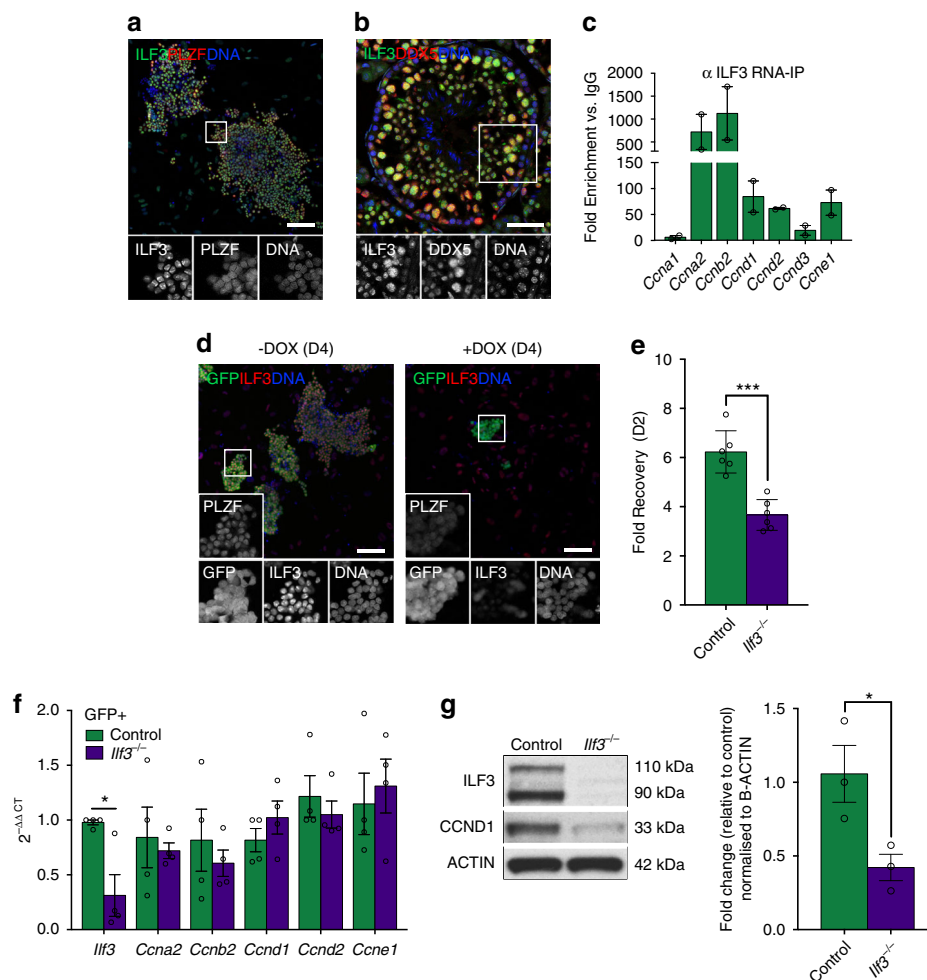 a
ILF3PLZFDNA
ILF3 PLZF DNA
b
ILF3DDX5DNA
ILF3 DDX5 DNA
c
α ILF3 RNA-IP
Fold Enrichment vs. IgG
2000
1500
1000
500
150
100
50
0
Ccna1 Ccna2 Ccnb2 Ccnd1 Ccnd2 Ccnd3 Ccne1
d
-DOX (D4)
+DOX (D4)
GFPILF3DNA
PLZF
GFP ILF3 DNA
GFPILF3DNA
PLZF
GFP ILF3 DNA
e
Fold Recovery (D2)
10
8
6
4
2
0
***
Control Ilf3−/−
f
GFP+
Control
Ilf3−/−
2−ΔΔ CT
2.0
1.5
1.0
0.5
0.0
*
Ilf3 Ccna2 Ccnb2 Ccnd1 Ccnd2 Ccne1
g
Control Ilf3−/−
ILF3
110 kDa
90 kDa
CCND1 33 kDa
ACTIN 42 kDa
Fold change (relative to control)
normalised to B-ACTIN
1.5
1.0
0.5
0.0
*
Control Ilf3−/−